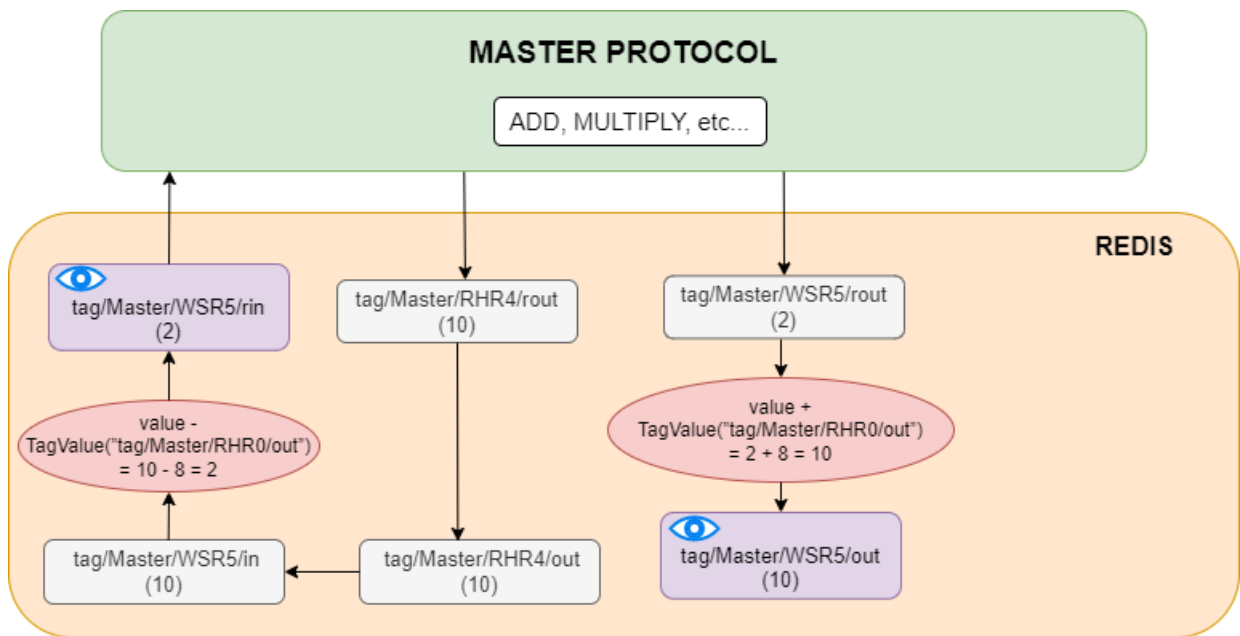 MASTER PROTOCOL
ADD, MULTIPLY, etc...
REDIS
tag/Master/WSR5/rin
(2)
tag/Master/RHR4/rout
(10)
tag/Master/WSR5/rout
(2)
value -
TagValue("tag/Master/RHR0/out")
= 10 - 8 = 2
value +
TagValue("tag/Master/RHR0/out")
= 2 + 8 = 10
tag/Master/WSR5/in
(10)
tag/Master/RHR4/out
(10)
tag/Master/WSR5/out
(10)